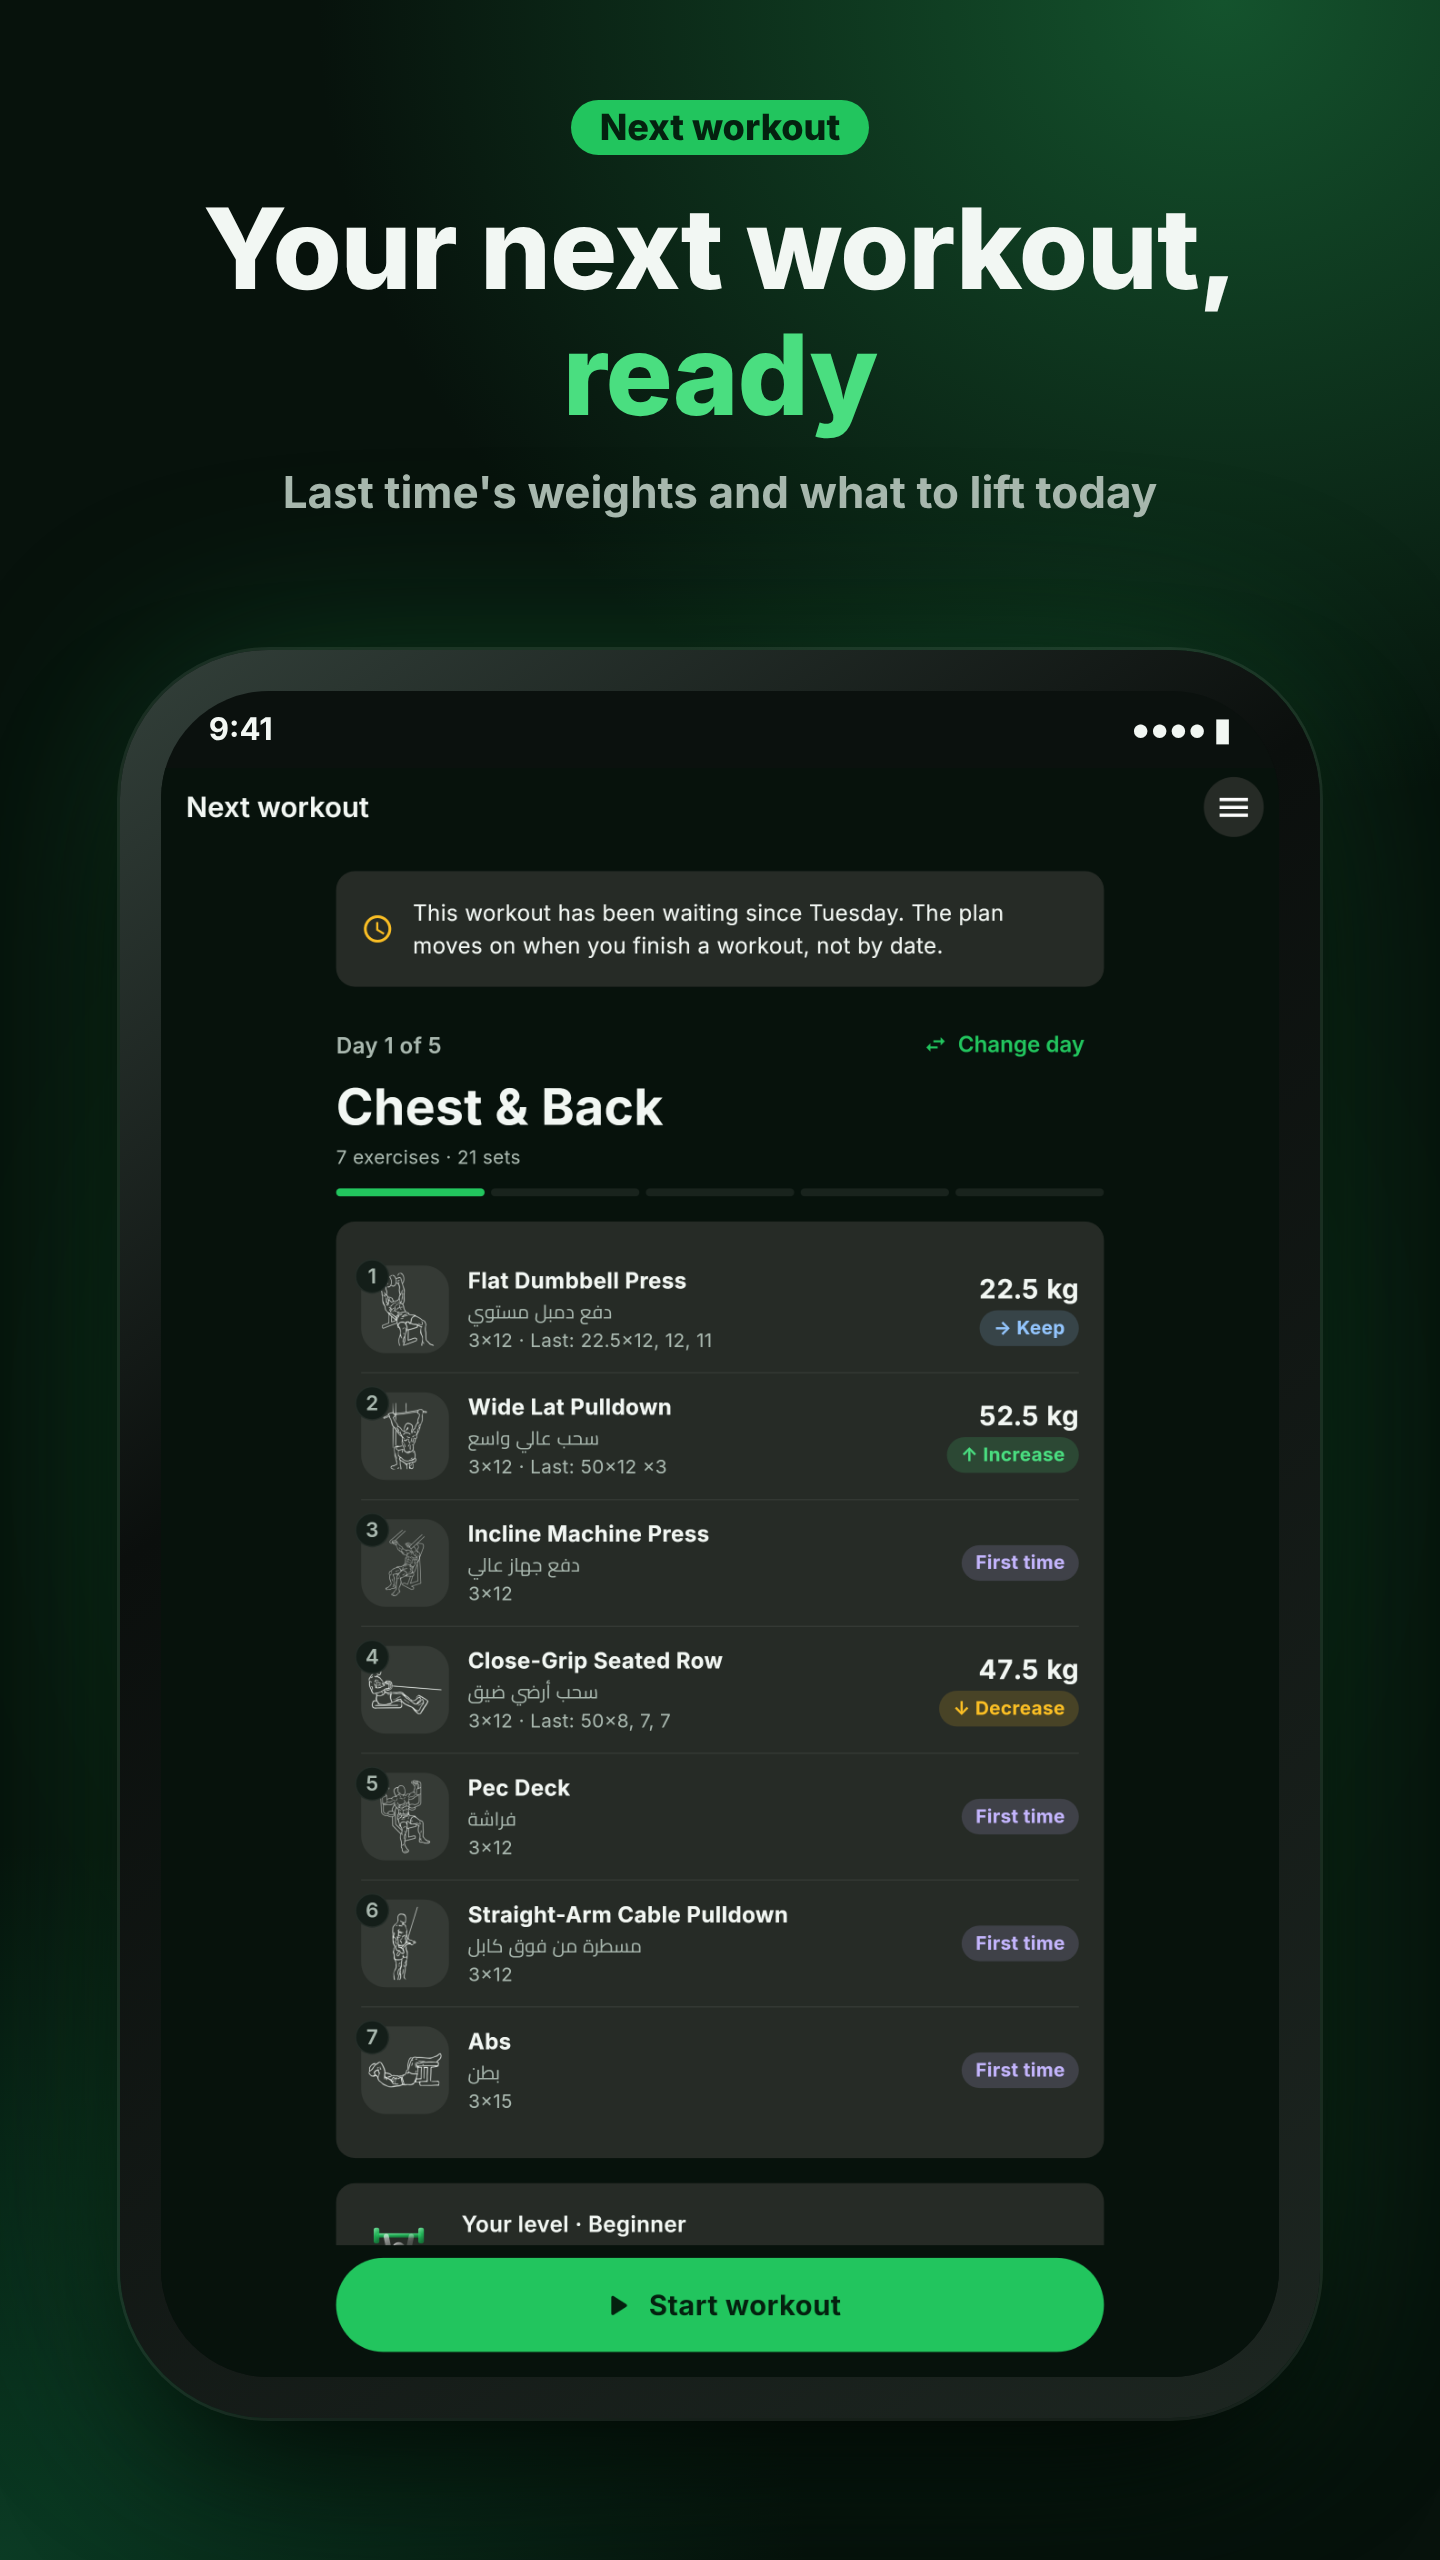 Next workout
Your next workout,
ready
Last time's weights and what to lift today
9:41
Next workout
This workout has been waiting since Tuesday. The plan
moves on when you finish a workout, not by date.
Day 1 of 5
Change day
Chest & Back
7 exercises · 21 sets
1
Flat Dumbbell Press
دفع دمبل مستوي
3×12 · Last: 22.5×12, 12, 11
22.5 kg
→ Keep
2
Wide Lat Pulldown
سحب عالي واسع
3×12 · Last: 50×12 ×3
52.5 kg
↑ Increase
3
Incline Machine Press
دفع جهاز عالي
3×12
First time
4
Close-Grip Seated Row
سحب أرضي ضيق
3×12 · Last: 50×8, 7, 7
47.5 kg
↓ Decrease
5
Pec Deck
فراشة
3×12
First time
6
Straight-Arm Cable Pulldown
مسطرة من فوق كابل
3×12
First time
7
Abs
بطن
3×15
First time
Your level · Beginner
Start workout